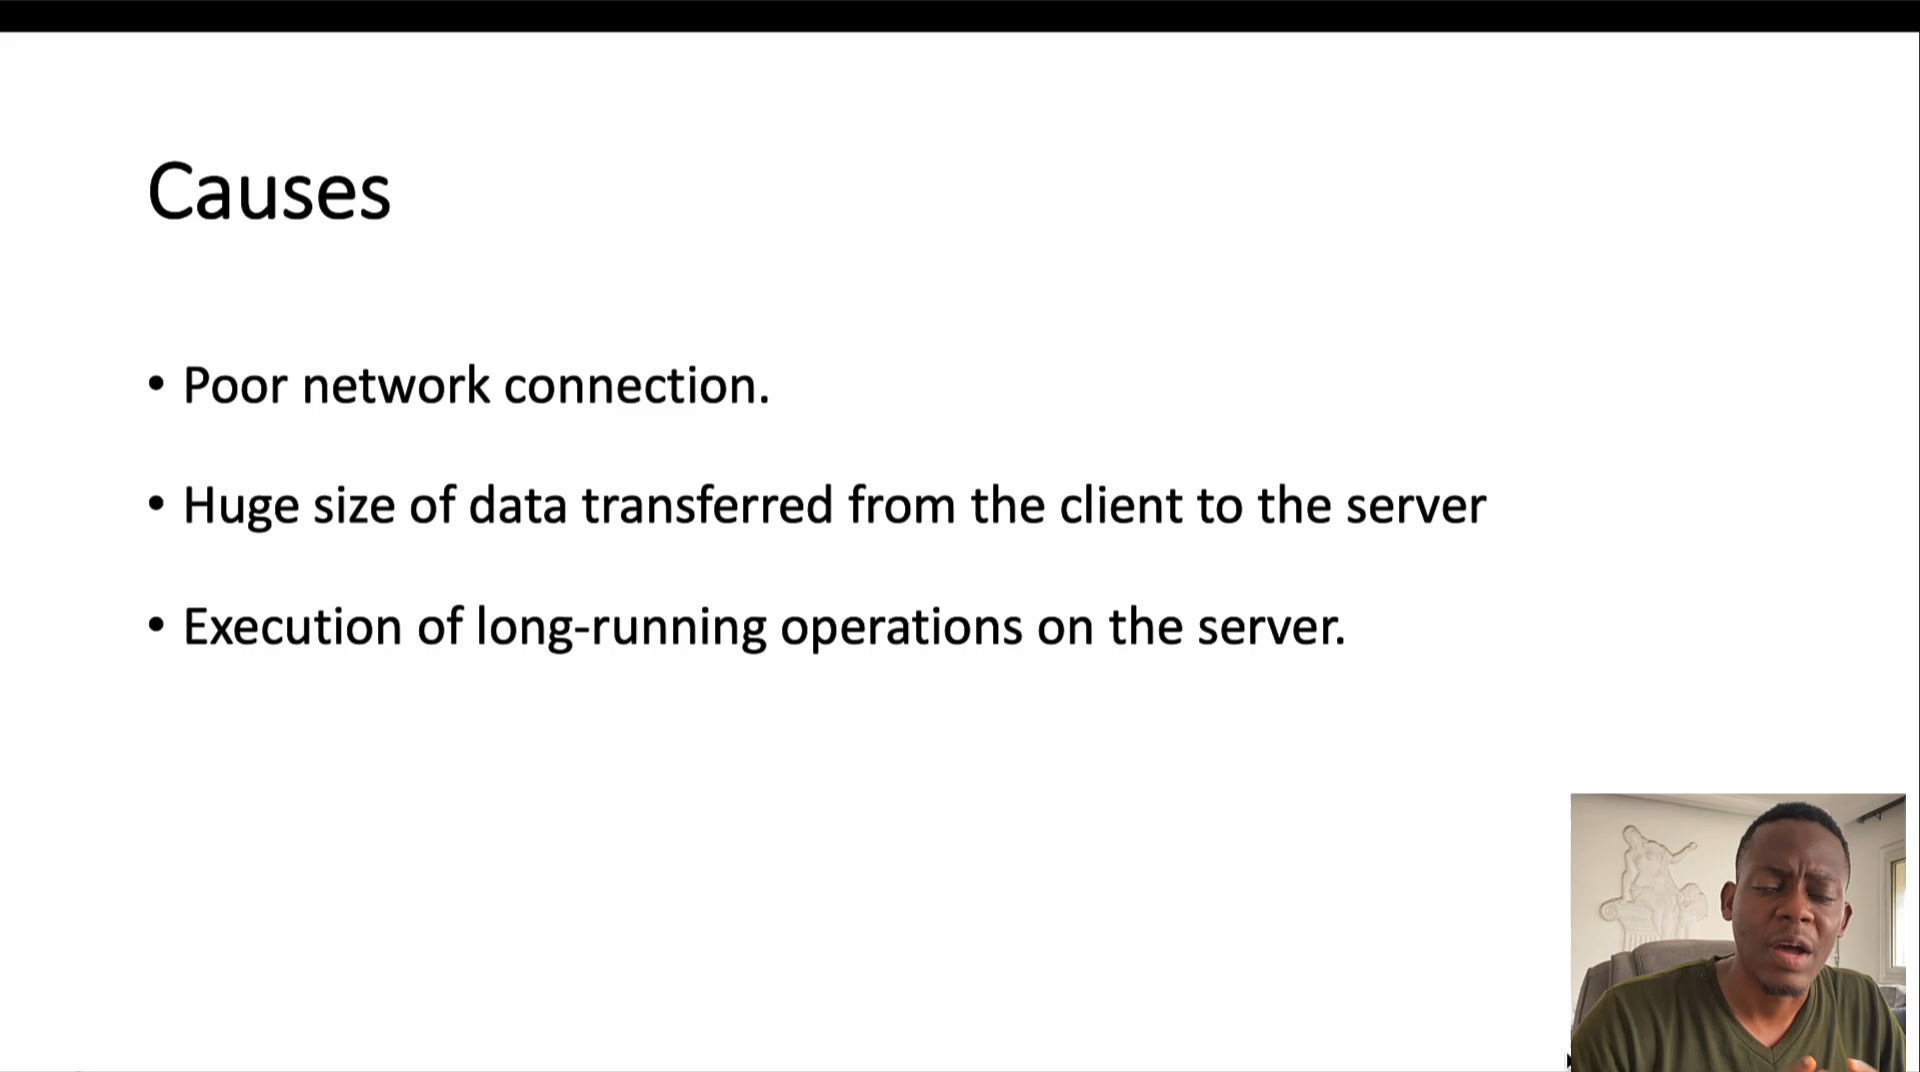 Causes
• Poor network connection.
• Huge size of data transferred from the client to the server
• Execution of long-running operations on the server.